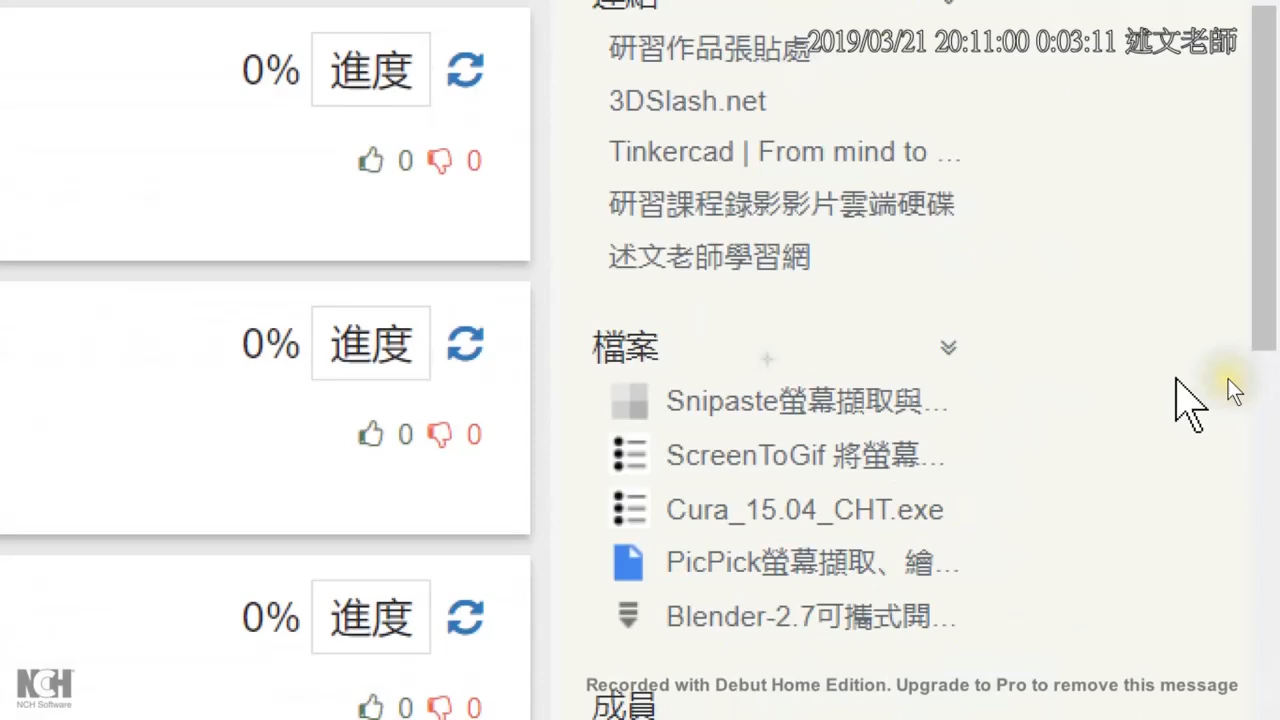 連結
研習作品張貼處
2019/03/21 20:11:00 0:03:11 述文老師
0% 進度
3DSlash.net
Tinkercad | From mind to ...
0 0
研習課程錄影影片雲端硬碟
述文老師學習網
0% 進度
檔案
Snipaste螢幕擷取與...
0 0
ScreenToGif 將螢幕...
Cura_15.04_CHT.exe
PicPick螢幕擷取、繪...
0% 進度
Blender-2.7可攜式開...
NCH
NCH Software
Recorded with Debut Home Edition. Upgrade to Pro to remove this message
成員
0 0